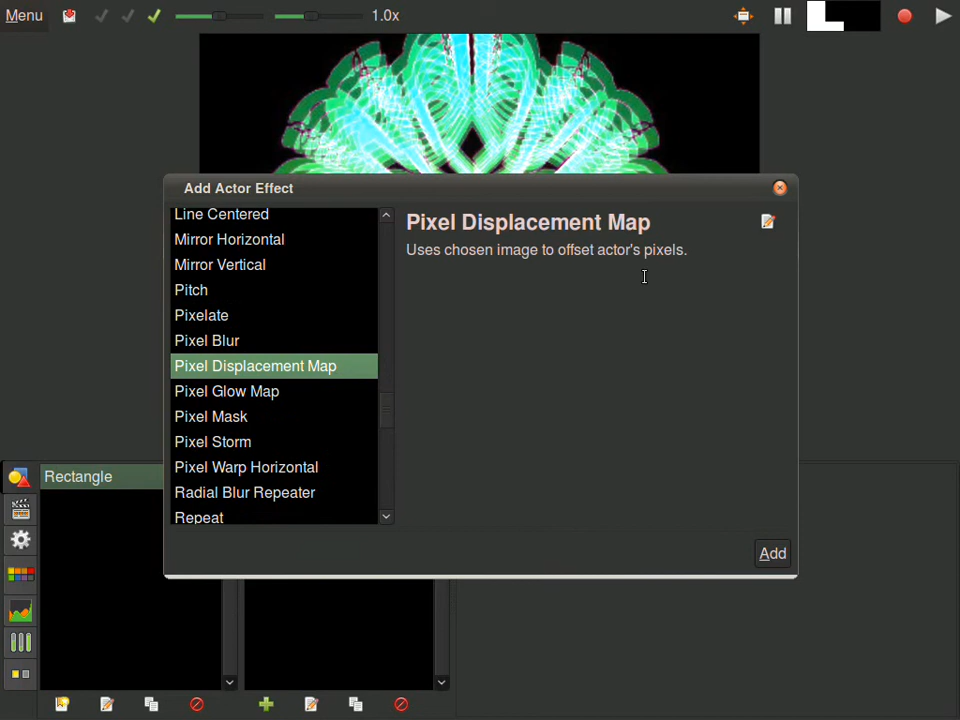 Menu
1.0x
Add Actor Effect
Line Centered
Mirror Horizontal
Mirror Vertical
Pitch
Pixelate
Pixel Blur
Pixel Displacement Map
Pixel Glow Map
Pixel Mask
Pixel Storm
Pixel Warp Horizontal
Radial Blur Repeater
Repeat
Pixel Displacement Map
Uses chosen image to offset actor's pixels.
Add
Rectangle